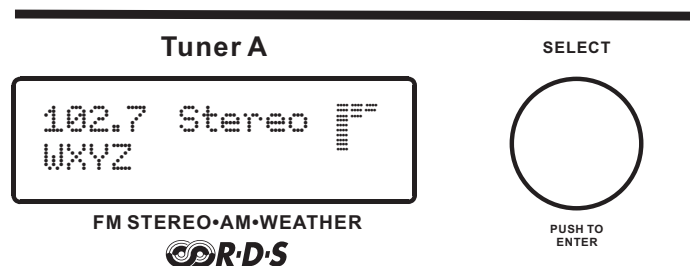 Tuner A
SELECT
102.7 Stereo
WXYZ
FM STEREO•AM•WEATHER
R•D•S
PUSH TO
ENTER